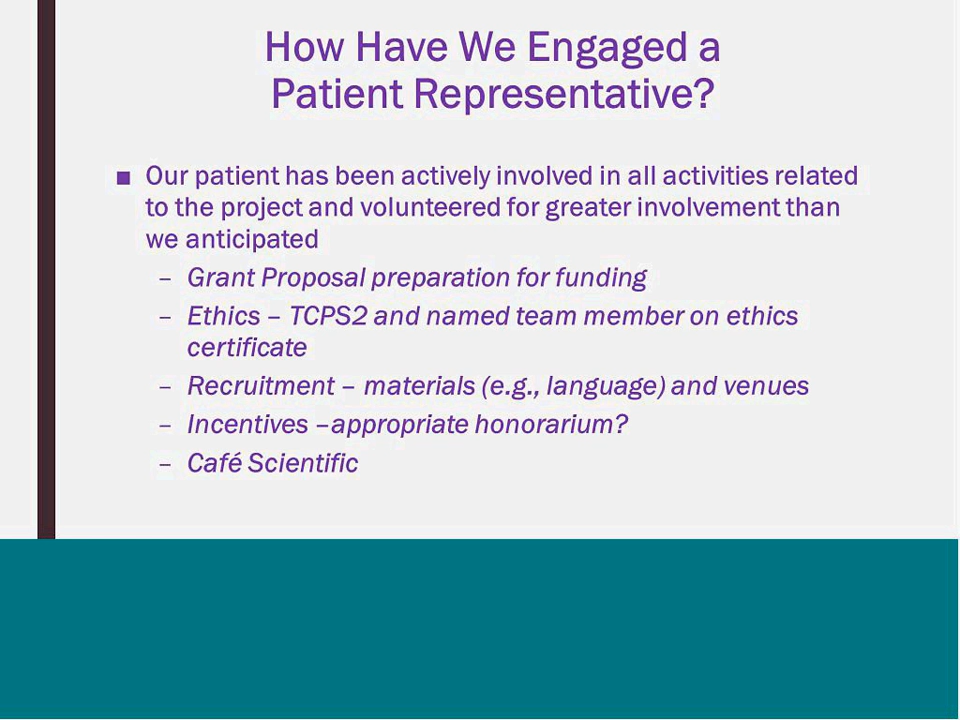 How Have We Engaged a
Patient Representative?
■ Our patient has been actively involved in all activities related
to the project and volunteered for greater involvement than
we anticipated
– Grant Proposal preparation for funding
– Ethics – TCPS2 and named team member on ethics
certificate
– Recruitment – materials (e.g., language) and venues
– Incentives –appropriate honorarium?
– Café Scientific